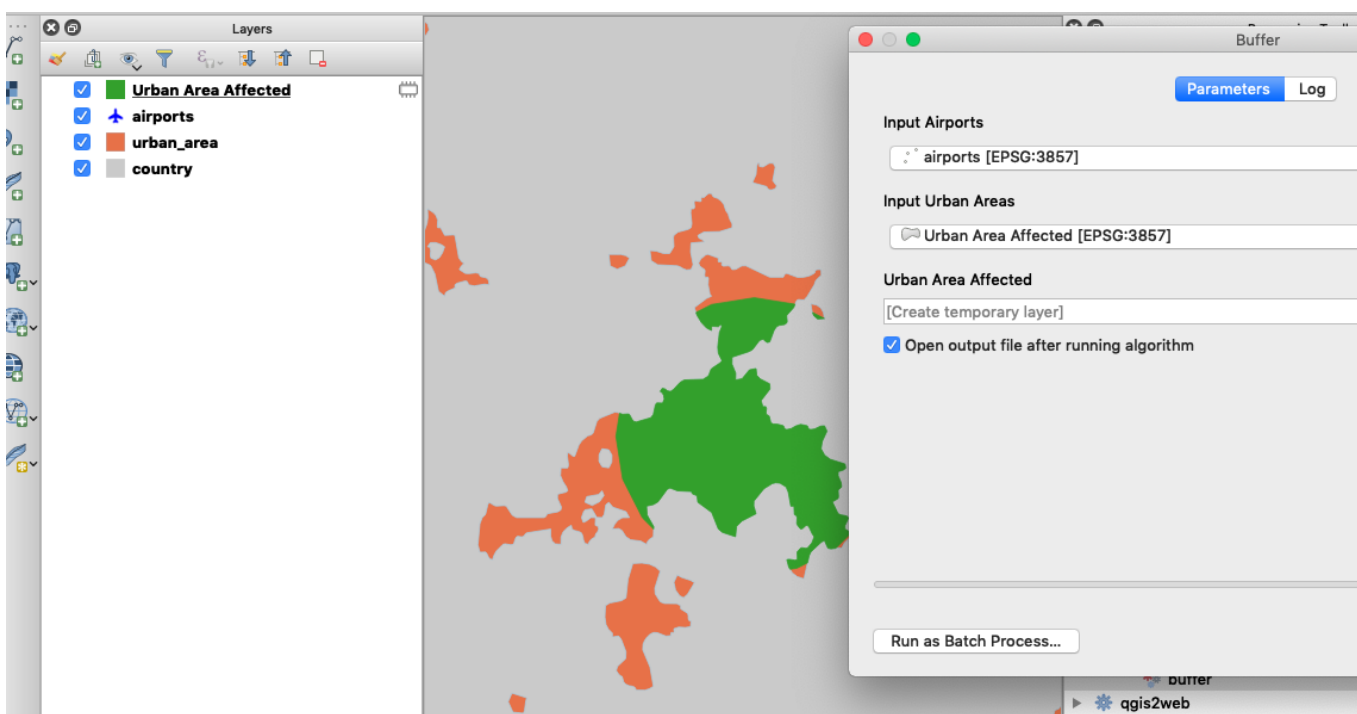 Layers
Urban Area Affected
airports
urban_area
country
Buffer
Parameters Log
Input Airports
airports [EPSG:3857]
Input Urban Areas
Urban Area Affected [EPSG:3857]
Urban Area Affected
[Create temporary layer]
Open output file after running algorithm
Run as Batch Process...
buffer
qgis2web